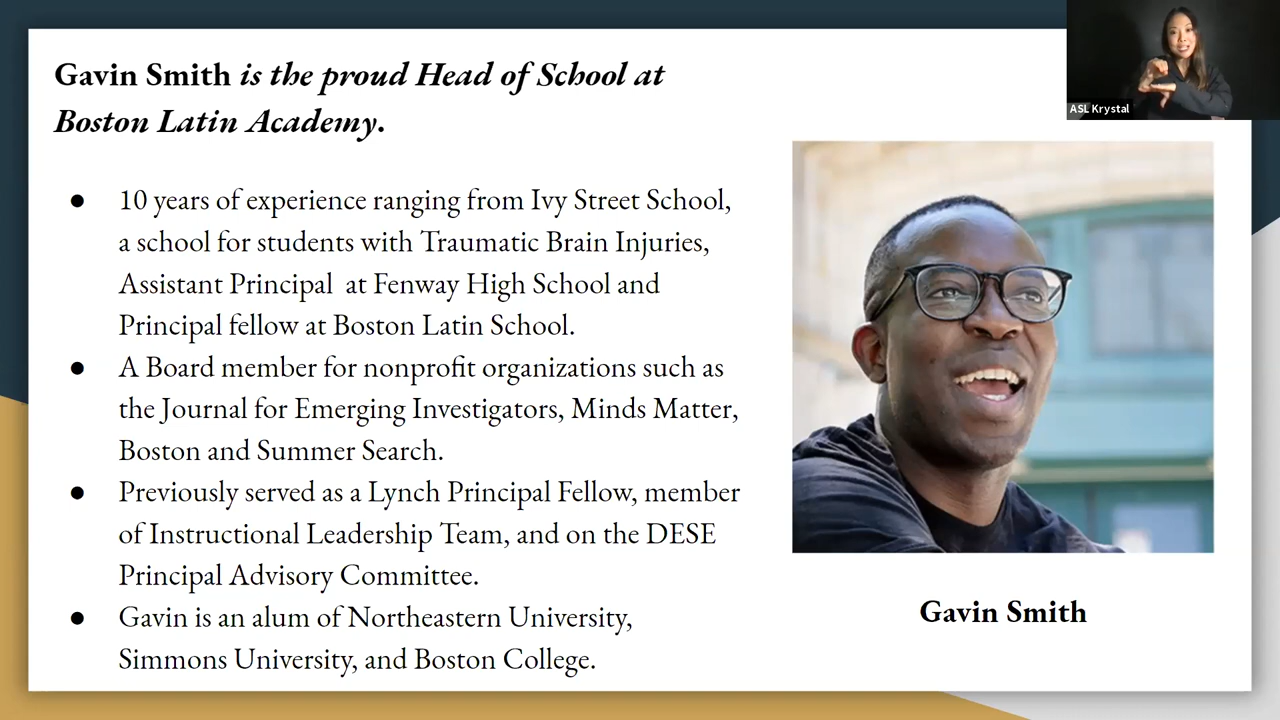 Gavin Smith is the proud Head of School at
Boston Latin Academy.
10 years of experience ranging from Ivy Street School,
a school for students with Traumatic Brain Injuries,
Assistant Principal  at Fenway High School and
Principal fellow at Boston Latin School.
A Board member for nonprofit organizations such as
the Journal for Emerging Investigators, Minds Matter,
Boston and Summer Search.
Previously served as a Lynch Principal Fellow, member
of Instructional Leadership Team, and on the DESE
Principal Advisory Committee.
Gavin is an alum of Northeastern University,
Simmons University, and Boston College.
Gavin Smith
ASL Krystal